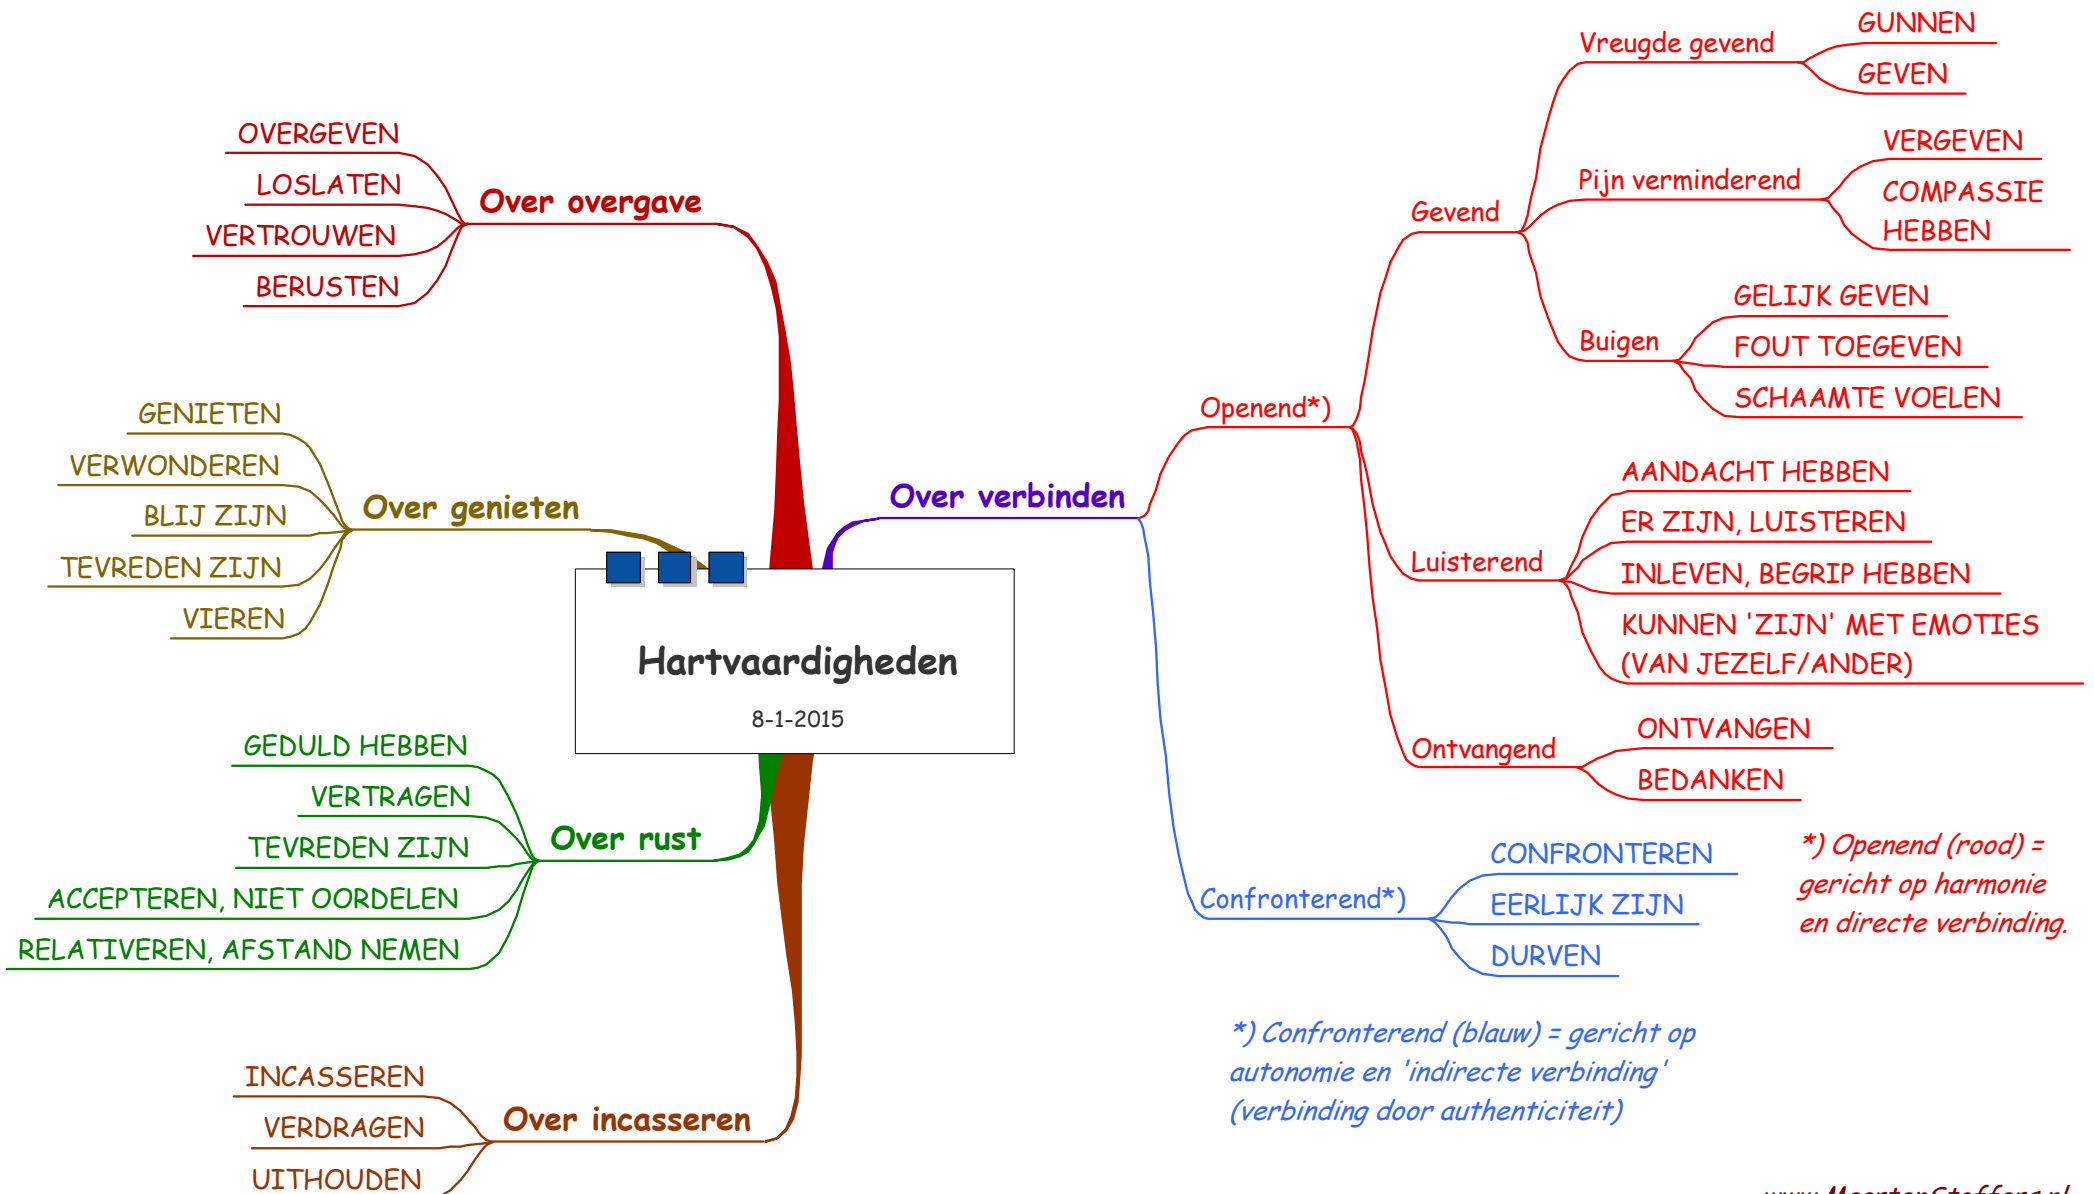 Hartvaardigheden
8-1-2015
Over overgave
OVERGEVEN
LOSLATEN
VERTROUWEN
BERUSTEN
Over genieten
GENIETEN
VERWONDEREN
BLIJ ZIJN
TEVREDEN ZIJN
VIEREN
Over rust
GEDULD HEBBEN
VERTRAGEN
TEVREDEN ZIJN
ACCEPTEREN, NIET OORDELEN
RELATIVEREN, AFSTAND NEMEN
Over incasseren
INCASSEREN
VERDRAGEN
UITHOUDEN
Over verbinden
Openend*)
Gevend
Vreugde gevend
GUNNEN
GEVEN
Pijn verminderend
VERGEVEN
COMPASSIE
HEBBEN
Buigen
GELIJK GEVEN
FOUT TOEGEVEN
SCHAAMTE VOELEN
Luisterend
AANDACHT HEBBEN
ER ZIJN, LUISTEREN
INLEVEN, BEGRIP HEBBEN
KUNNEN 'ZIJN' MET EMOTIES
(VAN JEZELF/ANDER)
Ontvangend
ONTVANGEN
BEDANKEN
Confronterend*)
CONFRONTEREN
EERLIJK ZIJN
DURVEN
*) Openend (rood) =
gericht op harmonie
en directe verbinding.
*) Confronterend (blauw) = gericht op
autonomie en 'indirecte verbinding'
(verbinding door authenticiteit)